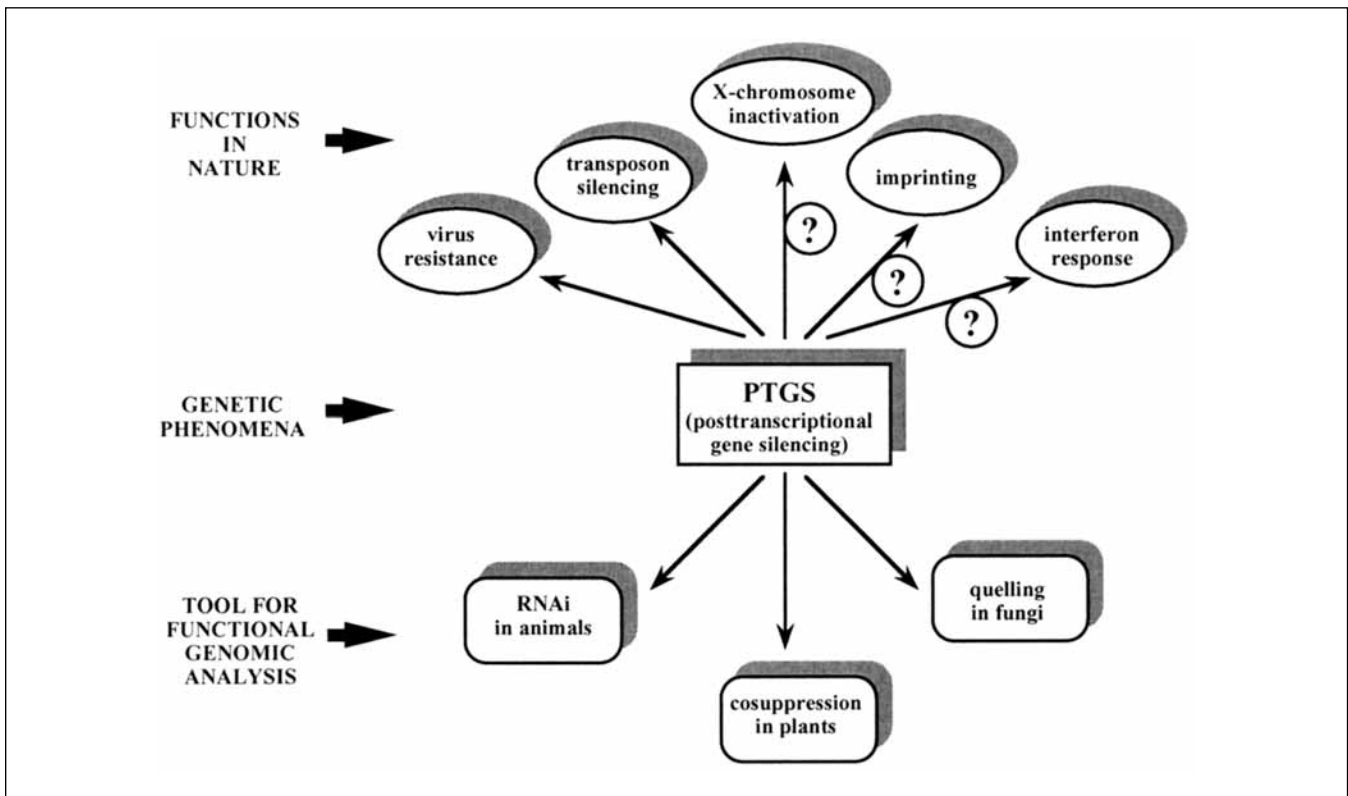 X-chromosome
inactivation
FUNCTIONS
IN
NATURE
transposon
silencing
imprinting
virus
resistance
interferon
response
?
?
?
GENETIC
PHENOMENA
PTGS
(posttranscriptional
gene silencing)
TOOL FOR
FUNCTIONAL
GENOMIC
ANALYSIS
RNAi
in animals
quelling
in fungi
cosuppression
in plants